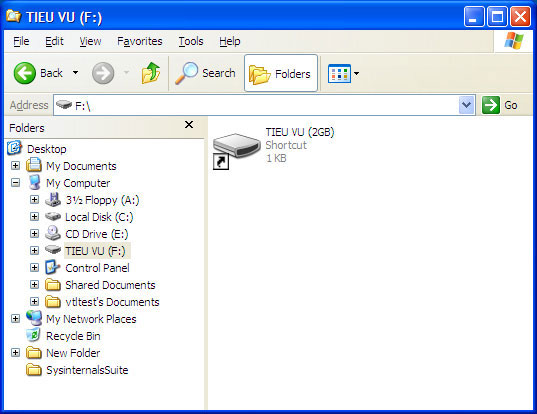 TIEU VU (F:)
File Edit View Favorites Tools Help
Back Search Folders
Address F:\ Go
Folders
Desktop
My Documents
My Computer
3½ Floppy (A:)
Local Disk (C:)
CD Drive (E:)
TIEU VU (F:)
Control Panel
Shared Documents
vtltest's Documents
My Network Places
Recycle Bin
New Folder
SysinternalsSuite
TIEU VU (2GB)
Shortcut
1 KB